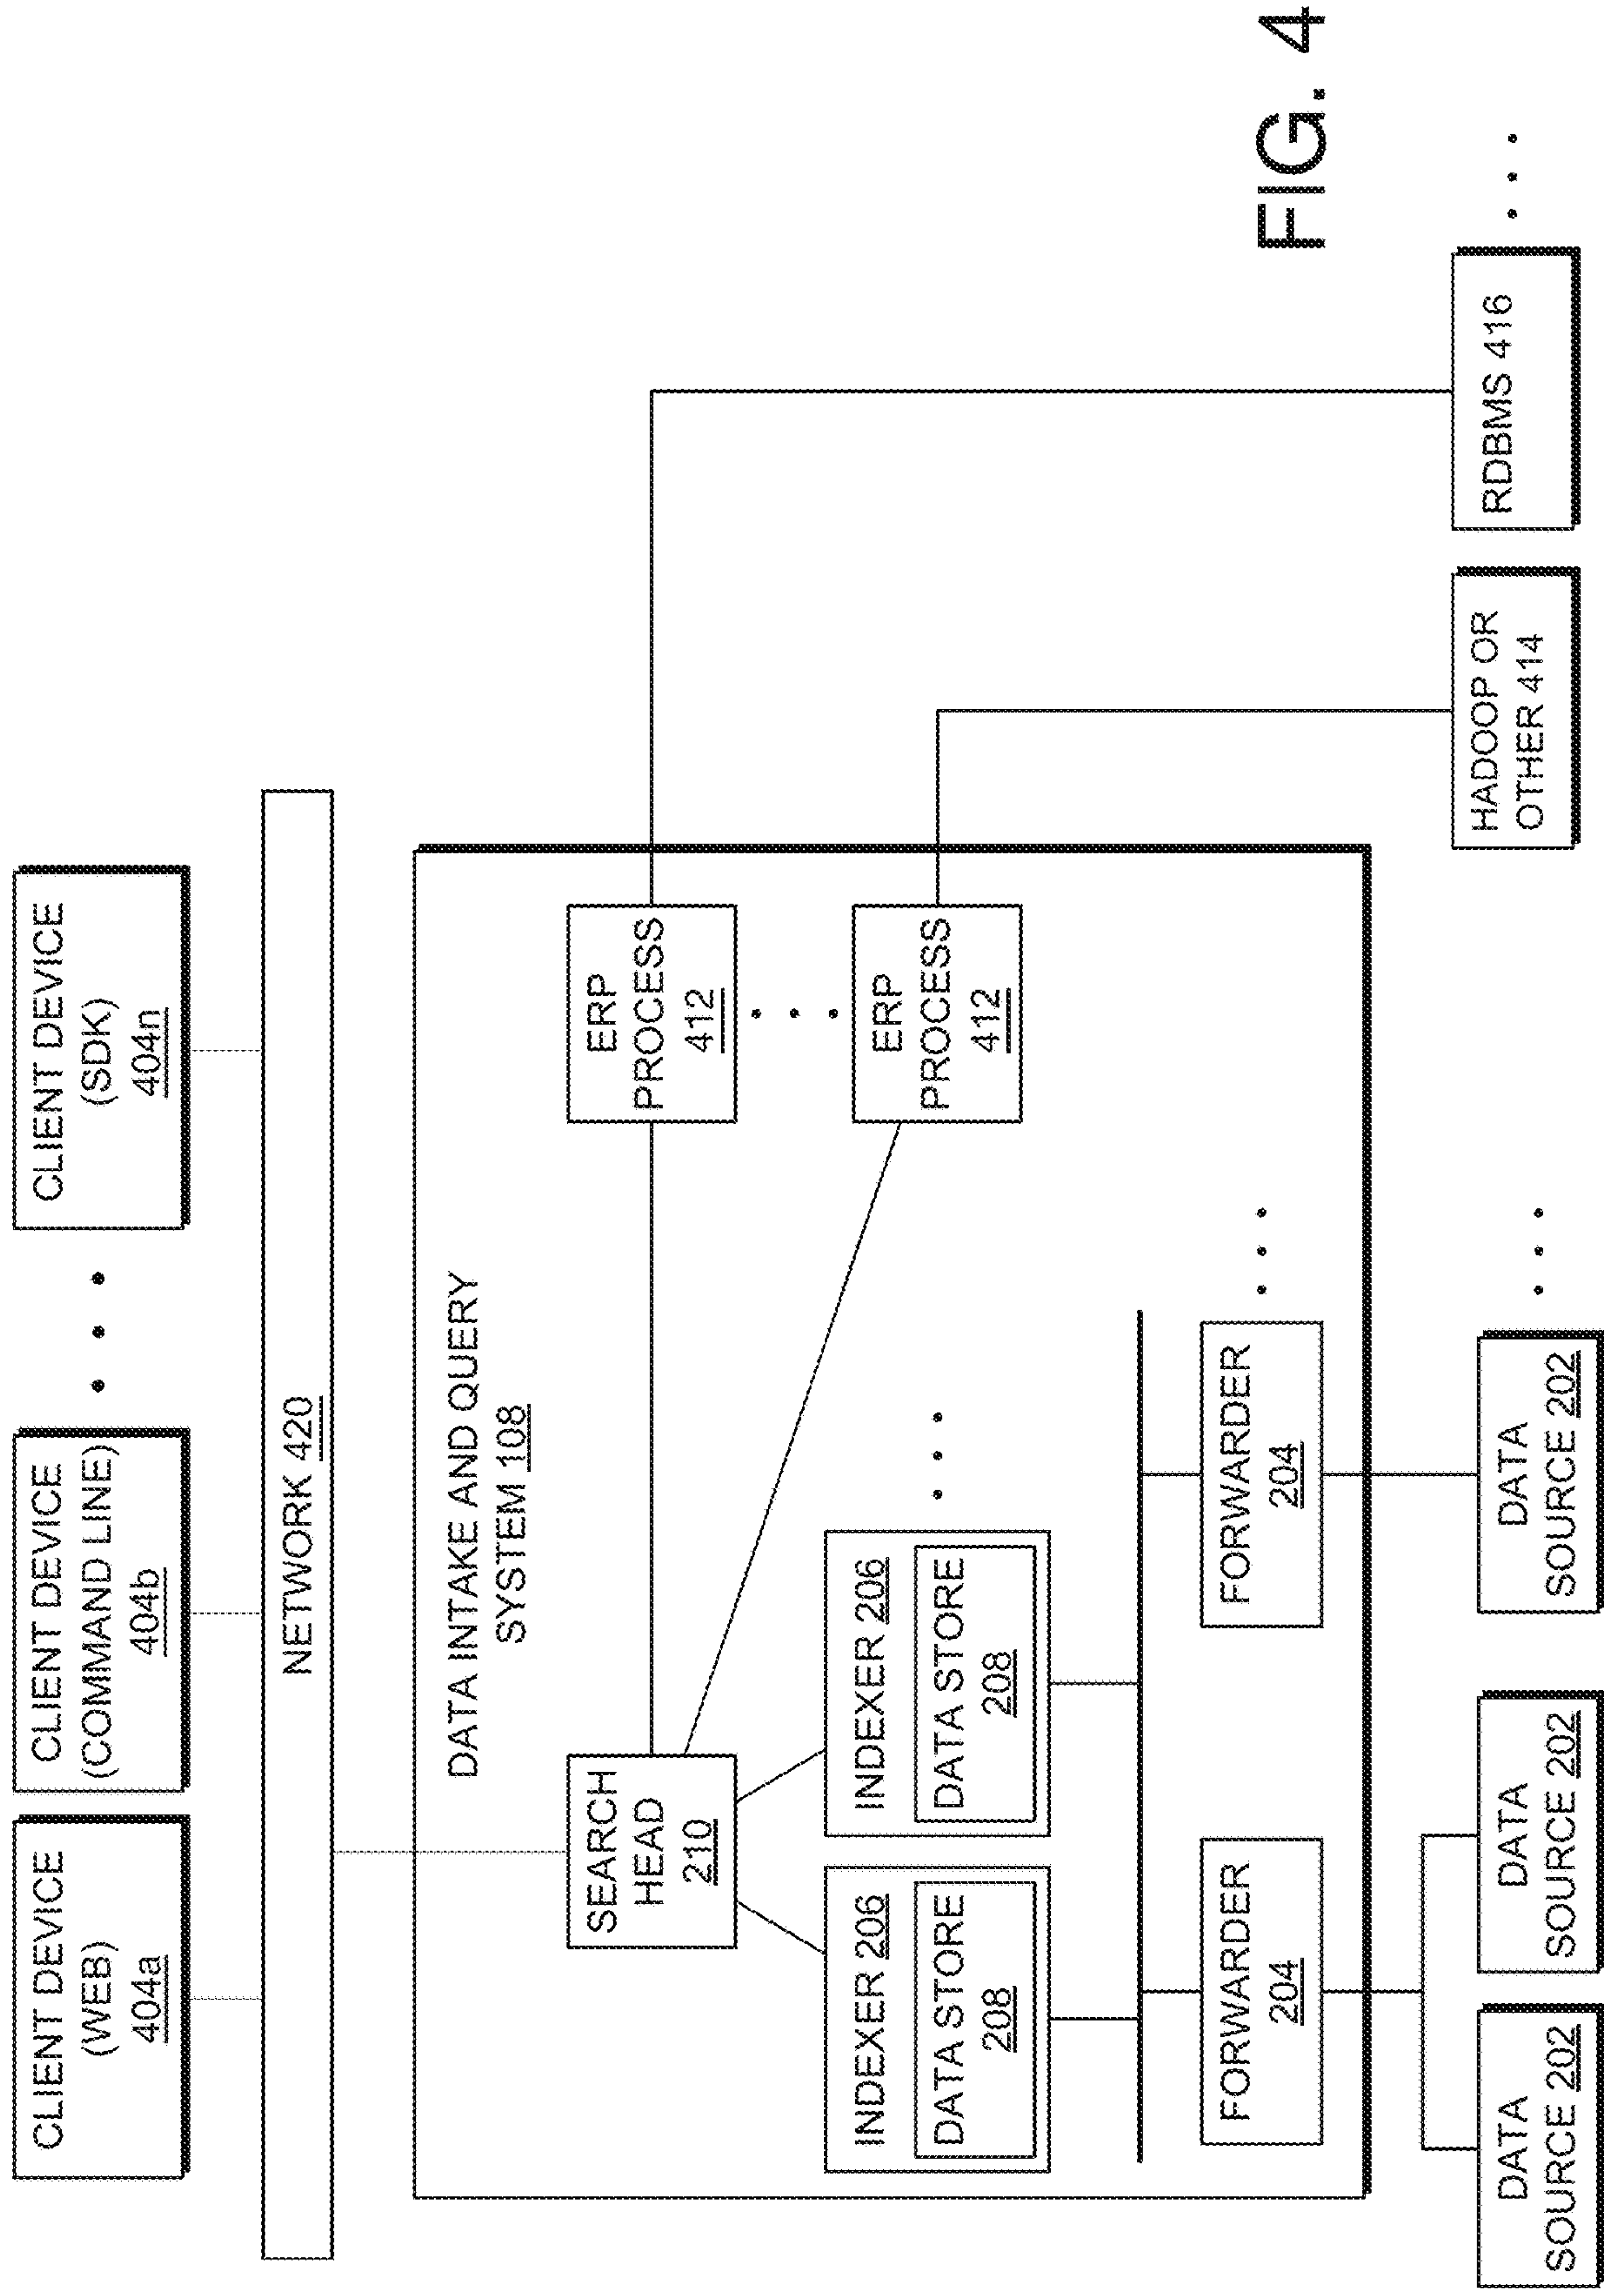 CLIENT DEVICE
(WEB)
404a
CLIENT DEVICE
(COMMAND LINE)
404b
CLIENT DEVICE
(SDK)
404n
NETWORK 420
DATA INTAKE AND QUERY
SYSTEM 108
SEARCH
HEAD
210
ERP
PROCESS
412
INDEXER 206
DATA STORE
208
INDEXER 206
DATA STORE
208
ERP
PROCESS
412
FORWARDER
204
FORWARDER
204
DATA
SOURCE 202
DATA
SOURCE 202
DATA
SOURCE 202
HADOOP OR
OTHER 414
RDBMS 416
FIG. 4